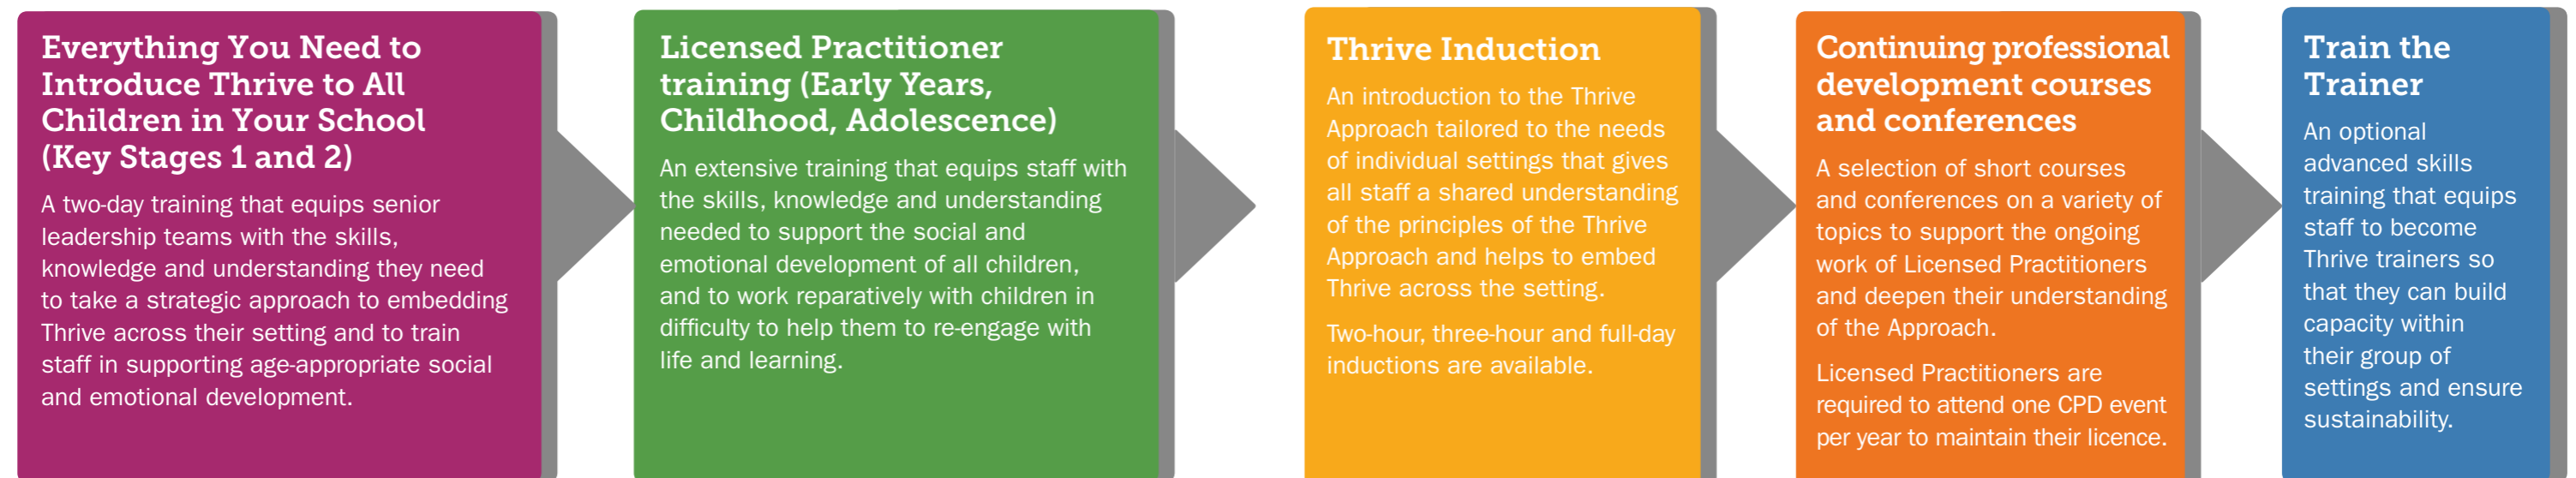 Everything You Need to
Introduce Thrive to All
Children in Your School
(Key Stages 1 and 2)
A two-day training that equips senior
leadership teams with the skills,
knowledge and understanding they need
to take a strategic approach to embedding
Thrive across their setting and to train
staff in supporting age-appropriate social
and emotional development.
Licensed Practitioner
training (Early Years,
Childhood, Adolescence)
An extensive training that equips staff with
the skills, knowledge and understanding
needed to support the social and
emotional development of all children,
and to work reparatively with children in
difficulty to help them to re-engage with
life and learning.
Thrive Induction
An introduction to the Thrive
Approach tailored to the needs
of individual settings that gives
all staff a shared understanding
of the principles of the Thrive
Approach and helps to embed
Thrive across the setting.
Two-hour, three-hour and full-day
inductions are available.
Continuing professional
development courses
and conferences
A selection of short courses
and conferences on a variety of
topics to support the ongoing
work of Licensed Practitioners
and deepen their understanding
of the Approach.
Licensed Practitioners are
required to attend one CPD event
per year to maintain their licence.
Train the
Trainer
An optional
advanced skills
training that equips
staff to become
Thrive trainers so
that they can build
capacity within
their group of
settings and ensure
sustainability.